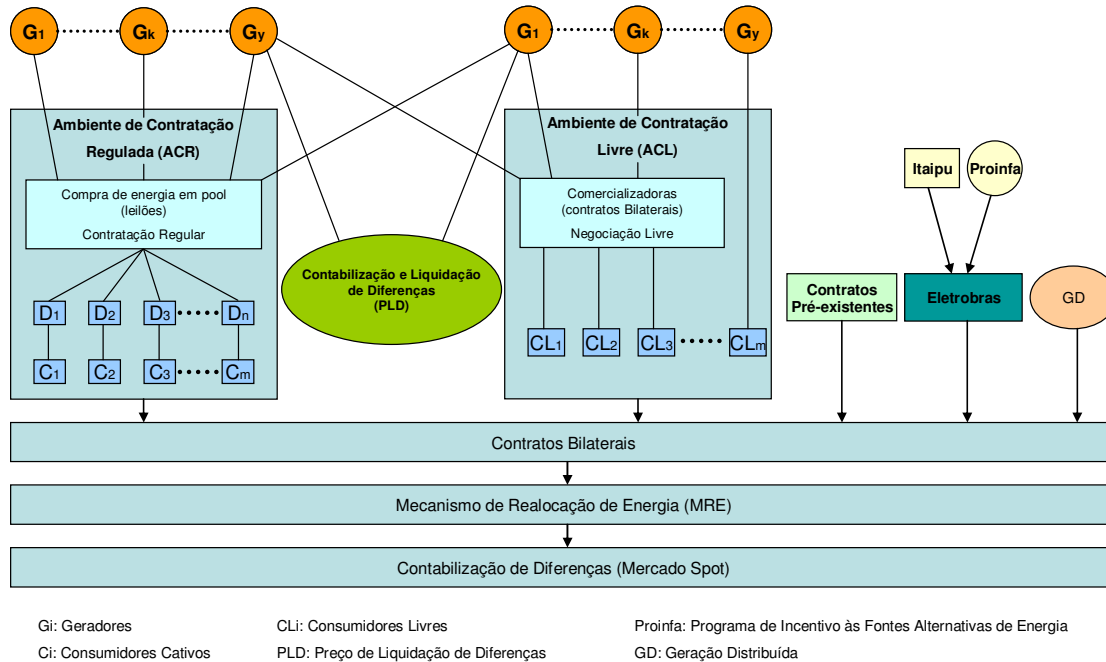 G1 Gk Gy G1 Gk Gy
Ambiente de Contratação
Regulada (ACR)
Compra de energia em pool
(leilões)
Contratação Regular
D1 D2 D3 Dn
C1 C2 C3 Cm
Contabilização e Liquidação
de Diferenças
(PLD)
Ambiente de Contratação
Livre (ACL)
Comercializadoras
(contratos Bilaterais)
Negociação Livre
CL1 CL2 CL3 CLm
Itaipu
Proinfa
Contratos
Pré-existentes
Eletrobras
GD
Contratos Bilaterais
Mecanismo de Realocação de Energia (MRE)
Contabilização de Diferenças (Mercado Spot)
Gi: Geradores
CLi: Consumidores Livres
Proinfa: Programa de Incentivo às Fontes Alternativas de Energia
Ci: Consumidores Cativos
PLD: Preço de Liquidação de Diferenças
GD: Geração Distribuída